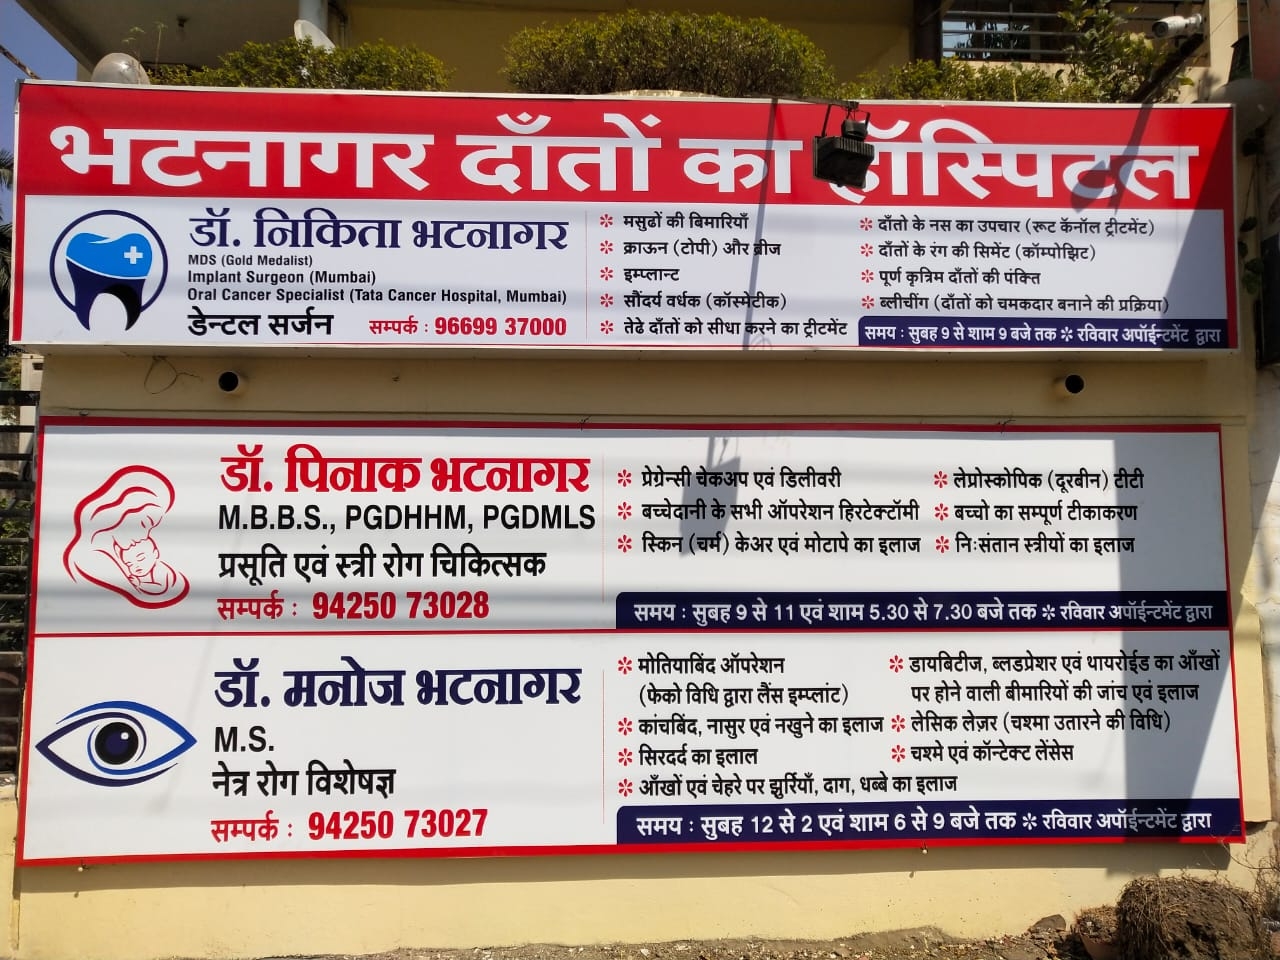 भटनागर दाँतों का हॉस्पिटल
डॉ. निकिता भटनागर
MDS (Gold Medalist)
Implant Surgeon (Mumbai)
Oral Cancer Specialist (Tata Cancer Hospital, Mumbai)
डेन्टल सर्जन सम्पर्क : 96699 37000
❇ मसुढों की बिमारियाँ
❇ क्राऊन (टोपी) और ब्रीज
❇ इम्प्लान्ट
❇ सौंदर्य वर्धक (कॉस्मेटीक)
❇ तेढे दाँतों को सीधा करने का ट्रीटमेंट
❇ दाँतो के नस का उपचार (रूट कॅनॉल ट्रीटमेंट)
❇ दाँतों के रंग की सिमेंट (कॉम्पोझिट)
❇ पूर्ण कृत्रिम दाँतों की पंक्ति
❇ ब्लीचींग (दाँतों को चमकदार बनाने की प्रक्रिया)
समय : सुबह 9 से शाम 9 बजे तक ❇ रविवार अपॉईन्टमेंट द्वारा
डॉ. पिनाक भटनागर
M.B.B.S., PGDHHM, PGDMLS
प्रसूति एवं स्त्री रोग चिकित्सक
सम्पर्क : 94250 73028
❇ प्रेग्रेन्सी चेकअप एवं डिलीवरी
❇ बच्चेदानी के सभी ऑपरेशन हिरटेक्टॉमी
❇ स्किन (चर्म) केअर एवं मोटापे का इलाज
❇ लेप्रोस्कोपिक (दूरबीन) टीटी
❇ बच्चो का सम्पूर्ण टीकाकरण
❇ निःसंतान स्त्रीयों का इलाज
समय : सुबह 9 से 11 एवं शाम 5.30 से 7.30 बजे तक ❇ रविवार अपॉईन्टमेंट द्वारा
डॉ. मनोज भटनागर
M.S.
नेत्र रोग विशेषज्ञ
सम्पर्क : 94250 73027
❇ मोतियाबिंद ऑपरेशन
(फेको विधि द्वारा लैंस इम्प्लांट)
❇ कांचबिंद, नासुर एवं नखुने का इलाज
❇ सिरदर्द का इलाल
❇ आँखों एवं चेहरे पर झुर्रियाँ, दाग, धब्बे का इलाज
❇ डायबिटीज, ब्लडप्रेशर एवं थायरोईड का आँखों
पर होने वाली बीमारियों की जांच एवं इलाज
❇ लेसिक लेज़र (चश्मा उतारने की विधि)
❇ चश्मे एवं कॉन्टेक्ट लेंसेस
समय : सुबह 12 से 2 एवं शाम 6 से 9 बजे तक ❇ रविवार अपॉईन्टमेंट द्वारा